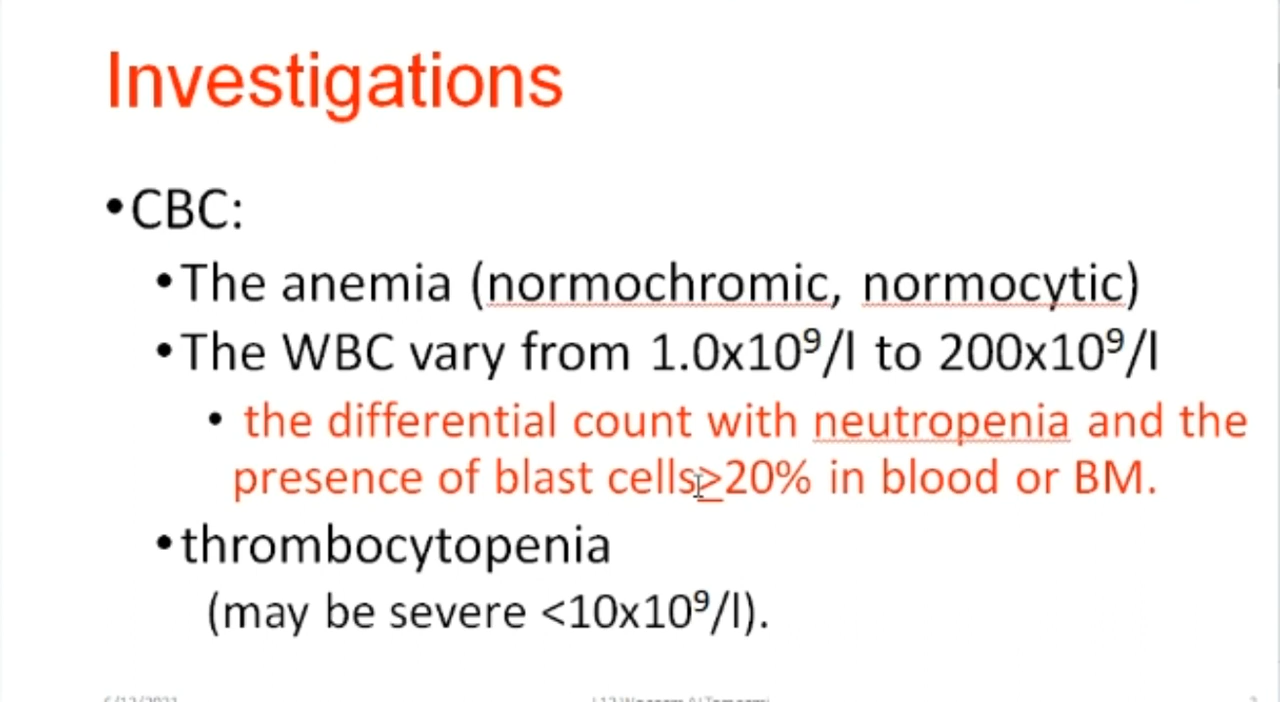 Investigations
•CBC:
•The anemia (normochromic, normocytic)
•The WBC vary from 1.0x10⁹/l to 200x10⁹/l
• the differential count with neutropenia and the
presence of blast cells≥20% in blood or BM.
•thrombocytopenia
(may be severe <10x10⁹/l).